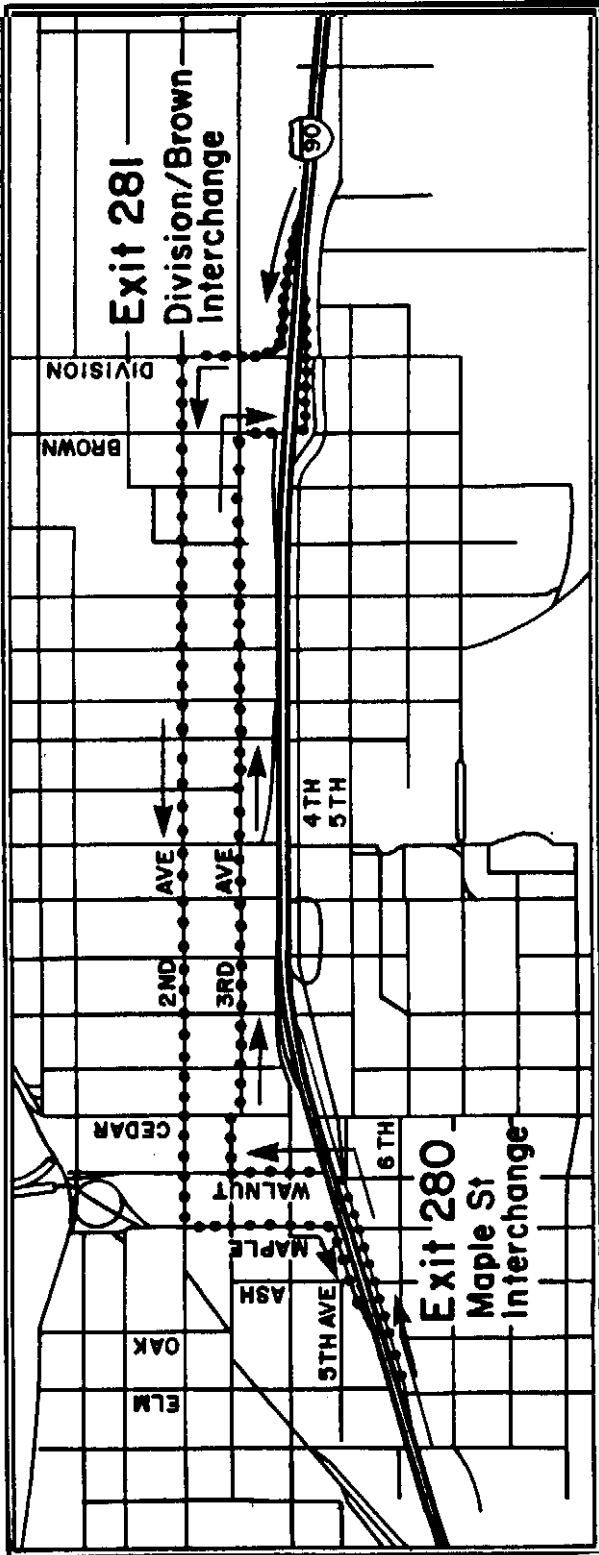 Exit 281
Division/Brown
Interchange
90
DIVISION
BROWN
2ND AVE
3RD AVE
4TH
5TH
CEDAR
WALNUT
MAPLE
ASH
OAK
ELM
5TH AVE
6TH
Exit 280
Maple St
Interchange